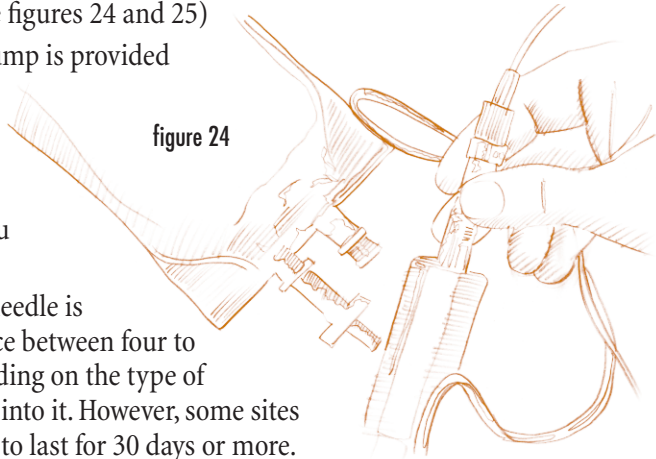 figures 24 and 25)
ump is provided
figure 24
u
eedle is
ce between four to
ding on the type of
into it. However, some sites
to last for 30 days or more.